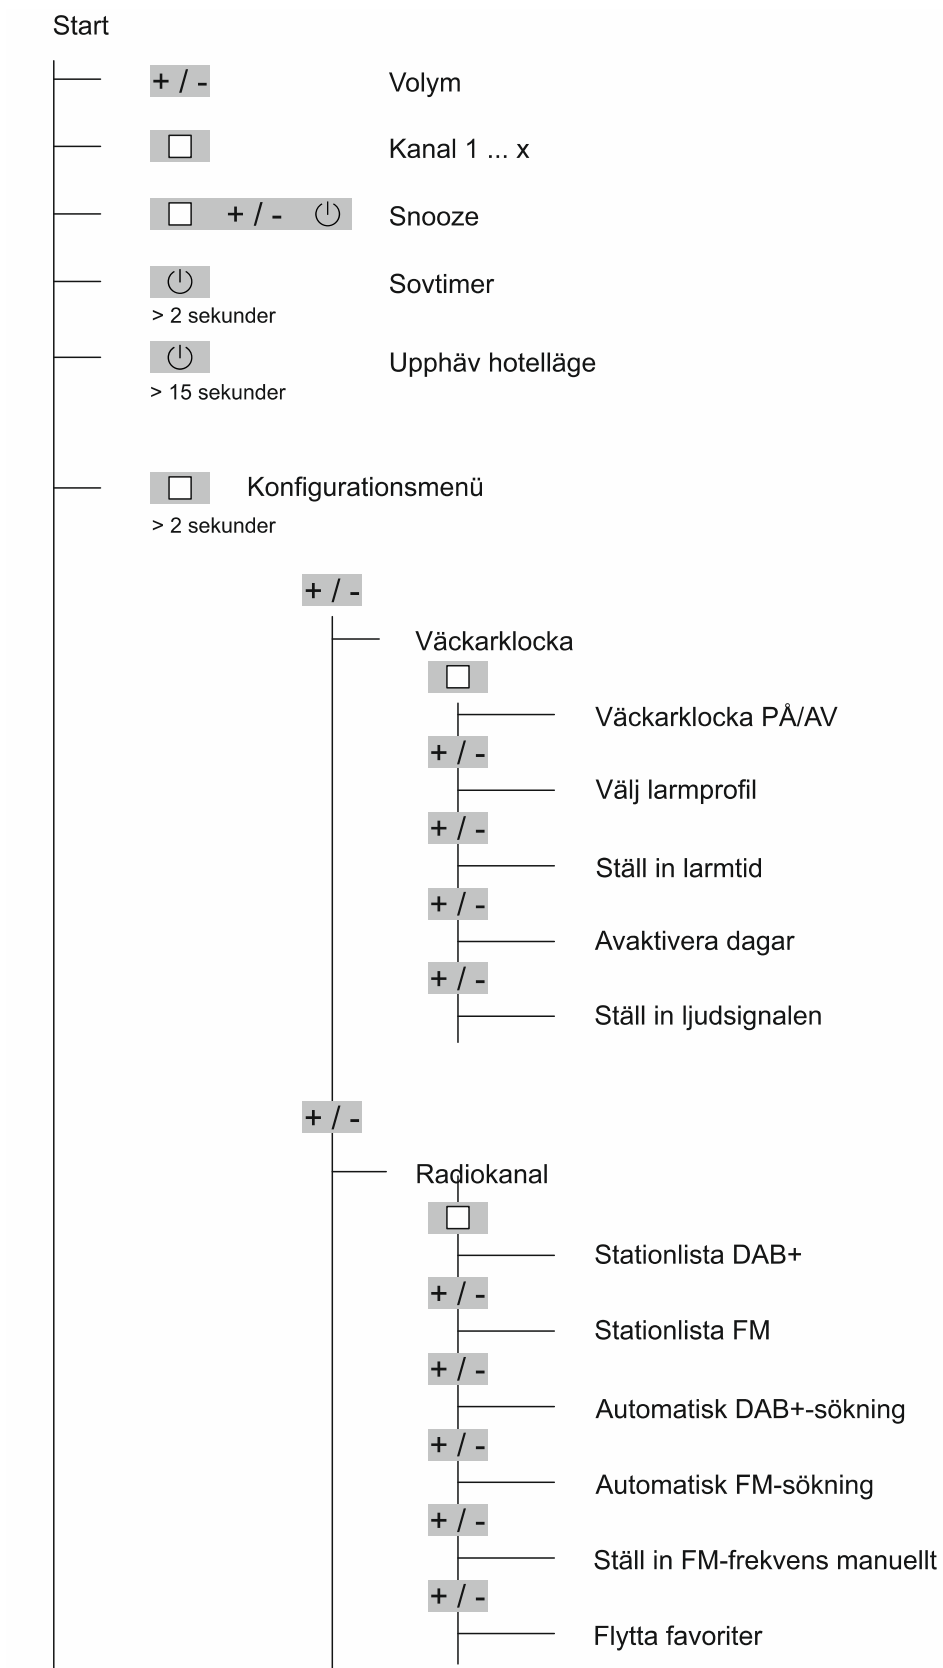 Start
+ / - Volym
Kanal 1 ... x
+ / - Snooze
Sovtimer
> 2 sekunder
Upphäv hotelläge
> 15 sekunder
Konfigurationsmenü
> 2 sekunder
+ / -
Väckarklocka
Väckarklocka PÅ/AV
+ / -
Välj larmprofil
+ / -
Ställ in larmtid
+ / -
Avaktivera dagar
+ / -
Ställ in ljudsignalen
+ / -
Radiokanal
Stationlista DAB+
+ / -
Stationlista FM
+ / -
Automatisk DAB+-sökning
+ / -
Automatisk FM-sökning
+ / -
Ställ in FM-frekvens manuellt
+ / -
Flytta favoriter